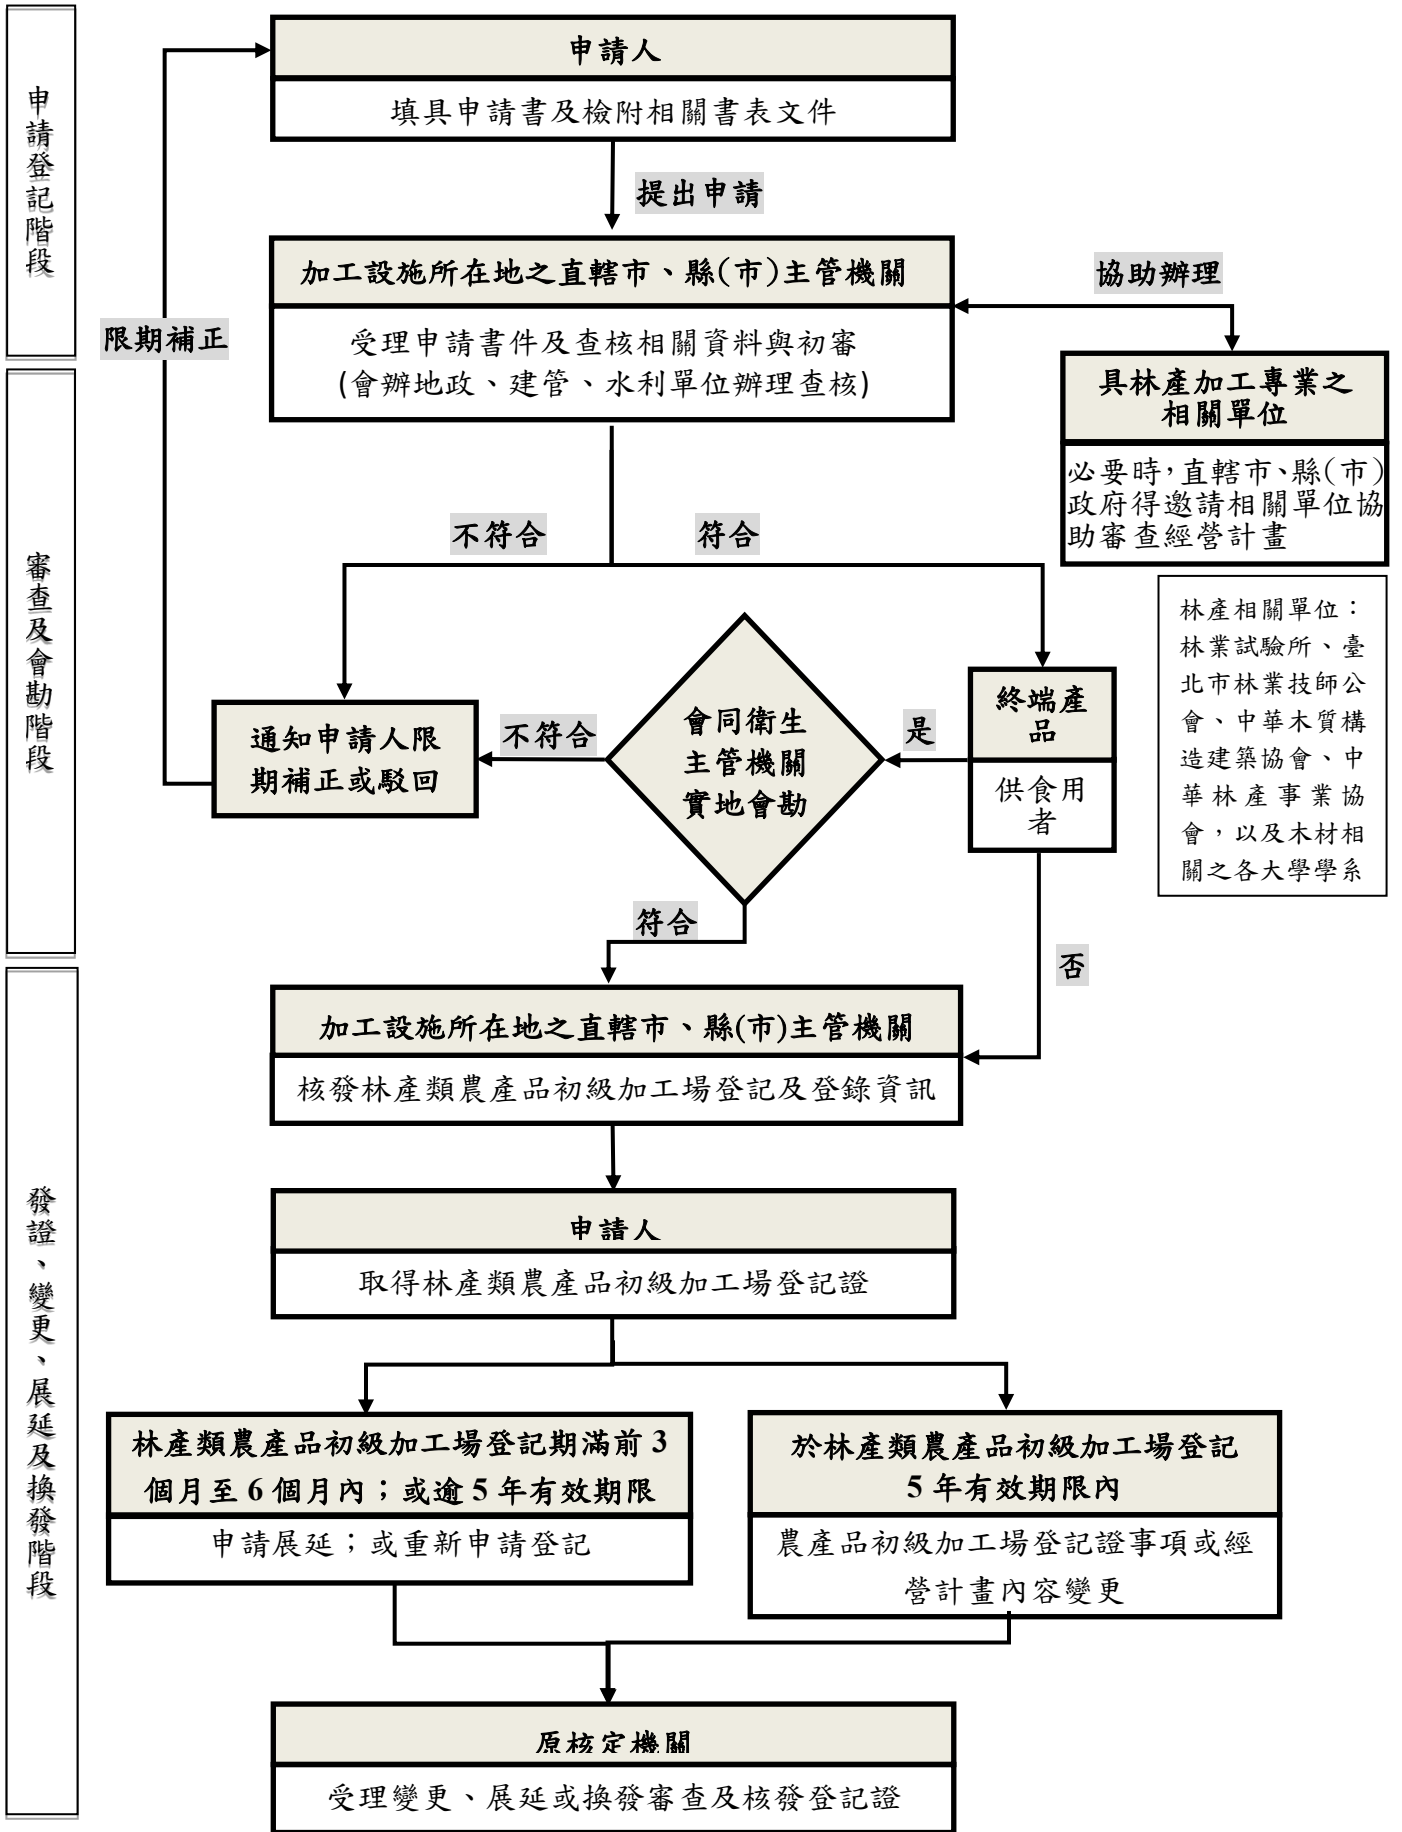 申請登記階段
申請人
填具申請書及檢附相關書表文件
提出申請
加工設施所在地之直轄市、縣(市)主管機關
受理申請書件及查核相關資料與初審
(會辦地政、建管、水利單位辦理查核)
協助辦理
具林產加工專業之
相關單位
必要時，直轄市、縣(市)
政府得邀請相關單位協
助審查經營計畫
林產相關單位：
林業試驗所、臺
北市林業技師公
會、中華木質構
造建築協會、中
華林產事業協
會，以及木材相
關之各大學學系
限期補正
審查及會勘階段
不符合
符合
通知申請人限
期補正或駁回
不符合
會同衛生
主管機關
實地會勘
是
終端產
品
供食用
者
符合
否
發證、變更、展延及換發階段
加工設施所在地之直轄市、縣(市)主管機關
核發林產類農產品初級加工場登記及登錄資訊
申請人
取得林產類農產品初級加工場登記證
林產類農產品初級加工場登記期滿前 3
個月至 6 個月內；或逾 5 年有效期限
申請展延；或重新申請登記
於林產類農產品初級加工場登記
5 年有效期限內
農產品初級加工場登記證事項或經
營計畫內容變更
原核定機關
受理變更、展延或換發審查及核發登記證